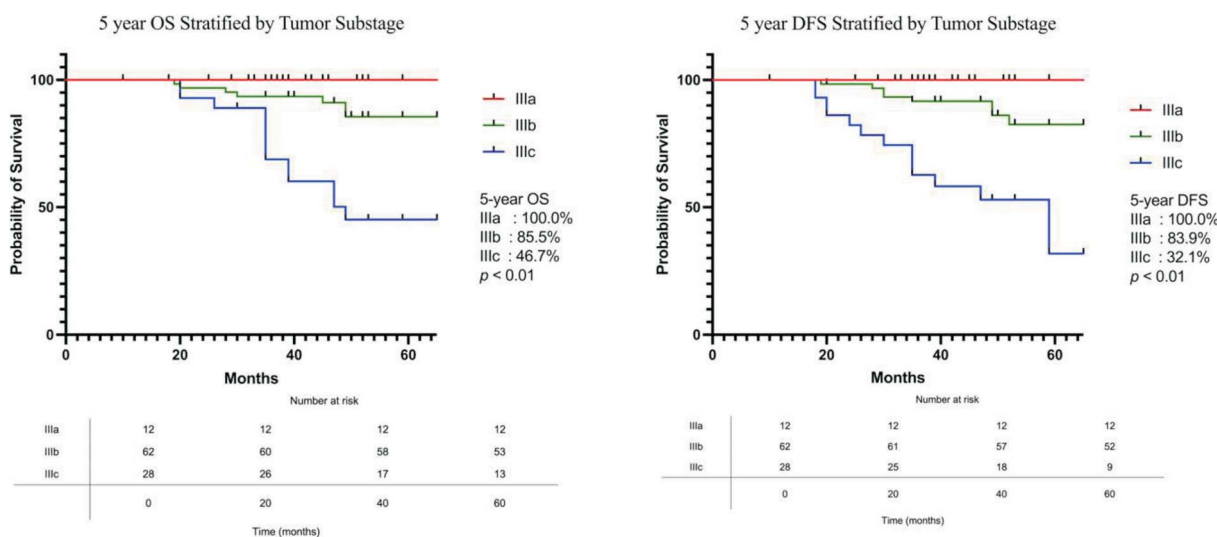 5 year OS Stratified by Tumor Substage
Probability of Survival
100
50
0
0 20 40 60
Months
IIIa
IIIb
IIIc
5-year OS
IIIa : 100.0%
IIIb : 85.5%
IIIc : 46.7%
p < 0.01
Number at risk
IIIa 12 12 12 12
IIIb 62 60 58 53
IIIc 28 26 17 13
0 20 40 60
Time (months)
5 year DFS Stratified by Tumor Substage
Probability of Survival
100
50
0
0 20 40 60
Months
IIIa
IIIb
IIIc
5-year DFS
IIIa : 100.0%
IIIb : 83.9%
IIIc : 32.1%
p < 0.01
Number at risk
IIIa 12 12 12 12
IIIb 62 61 57 52
IIIc 28 25 18 9
0 20 40 60
Time (months)